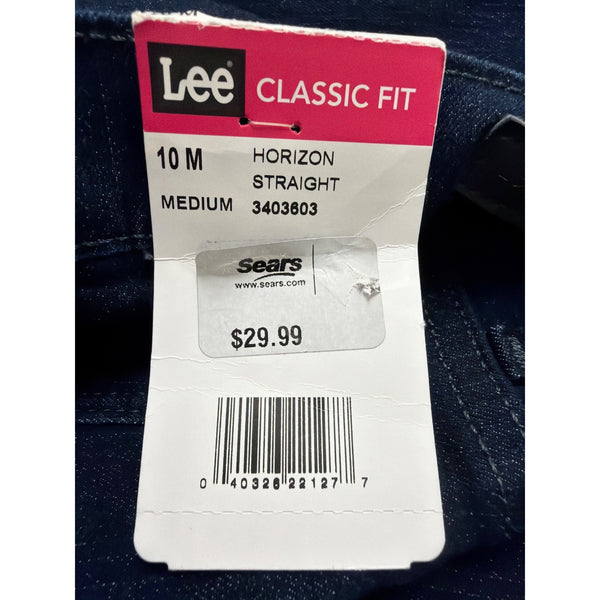 Lee® CLASSIC FIT
10 M HORIZON
STRAIGHT
MEDIUM 3403603
sears
www.sears.com
$29.99
0 40326 22127 7